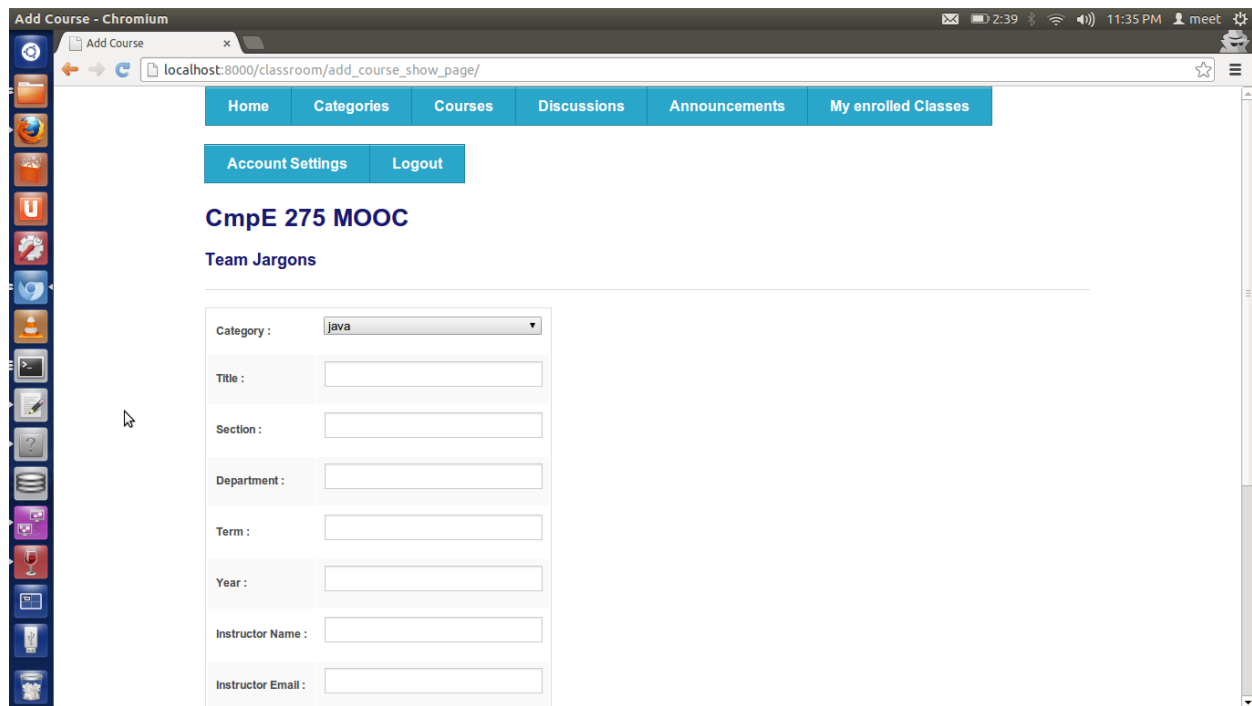 Add Course - Chromium 2:39 11:35 PM meet
Add Course
localhost:8000/classroom/add_course_show_page/
Home Categories Courses Discussions Announcements My enrolled Classes
Account Settings Logout
CmpE 275 MOOC
Team Jargons
Category : java
Title :
Section :
Department :
Term :
Year :
Instructor Name :
Instructor Email :